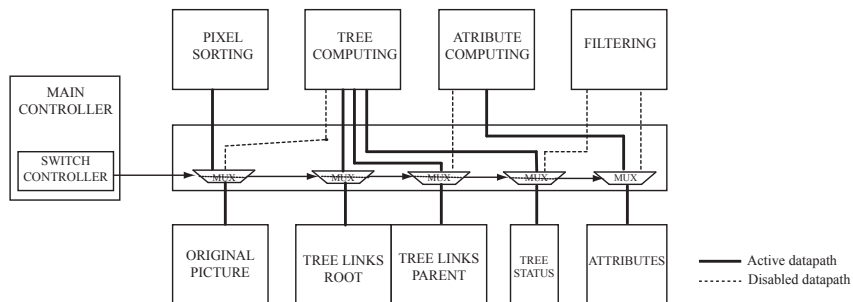 PIXEL
SORTING
TREE
COMPUTING
ATRIBUTE
COMPUTING
FILTERING
MAIN
CONTROLLER
SWITCH
CONTROLLER
MUX
MUX
MUX
MUX
MUX
ORIGINAL
PICTURE
TREE LINKS
ROOT
TREE LINKS
PARENT
TREE
STATUS
ATTRIBUTES
Active datapath
Disabled datapath